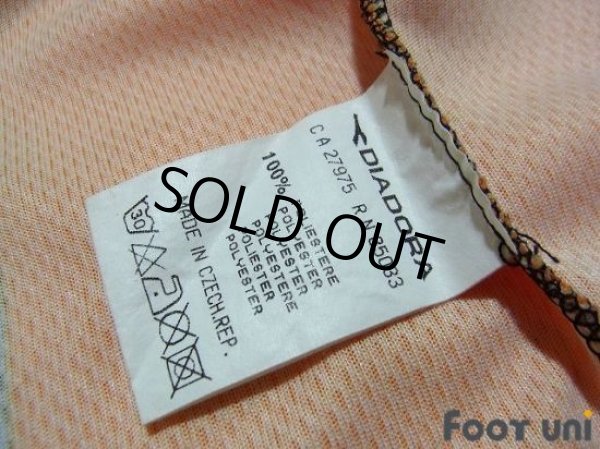 DIADORA
CA 27975 RN 85033
100% POLIESTERE
POLYESTER
POLYESTERE
POLIESTER
POLYESTER
MADE IN CZECH.REP.
30
SOLD OUT
FOOT UNI